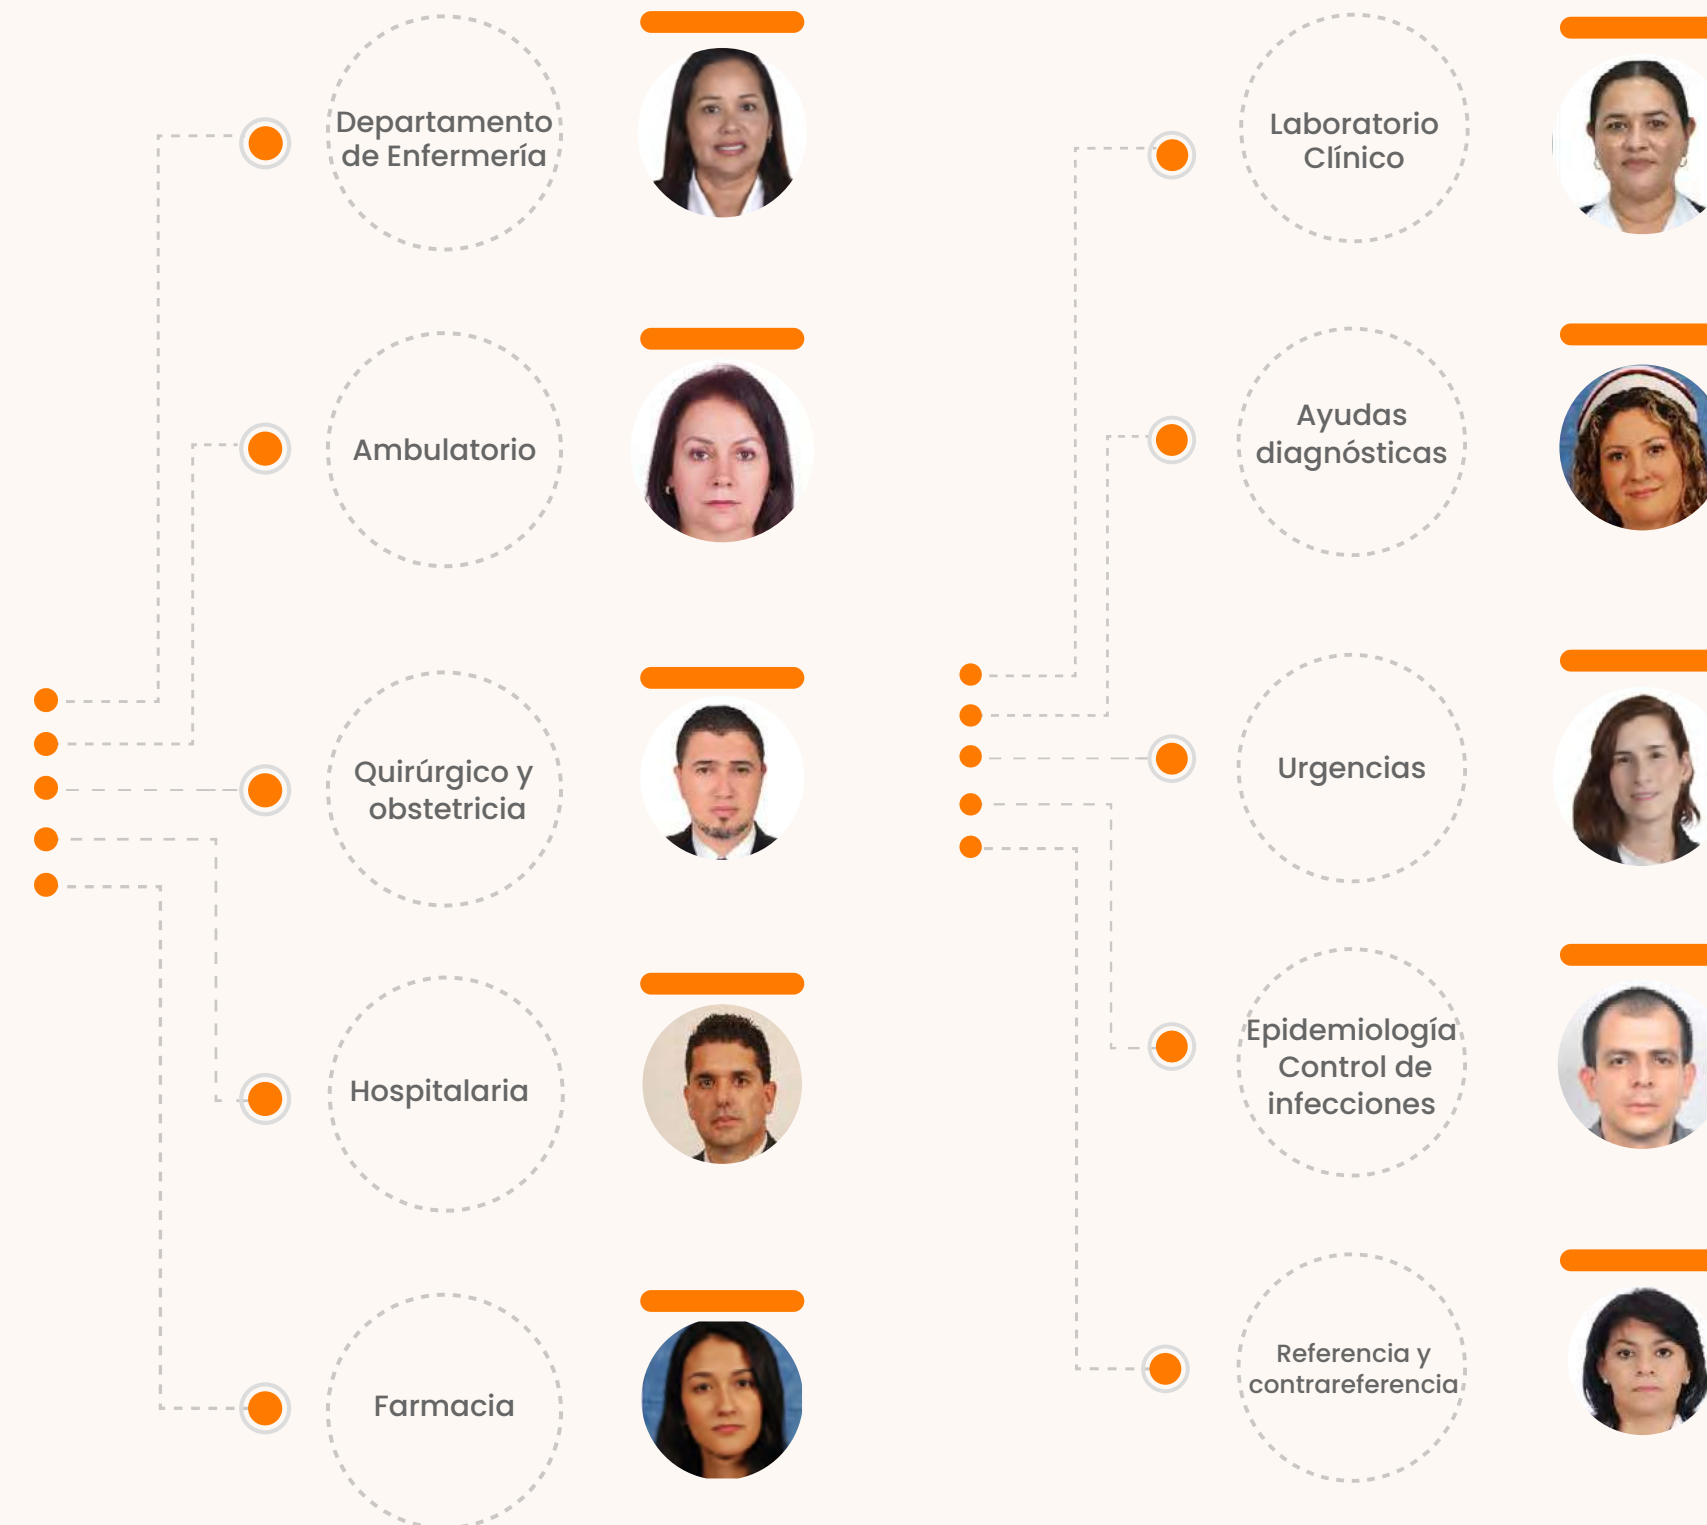 Departamento
de Enfermería
Ambulatorio
Quirúrgico y
obstetricia
Hospitalaria
Farmacia
Laboratorio
Clínico
Ayudas
diagnósticas
Urgencias
Epidemiología
Control de
infecciones
Referencia y
contrareferencia